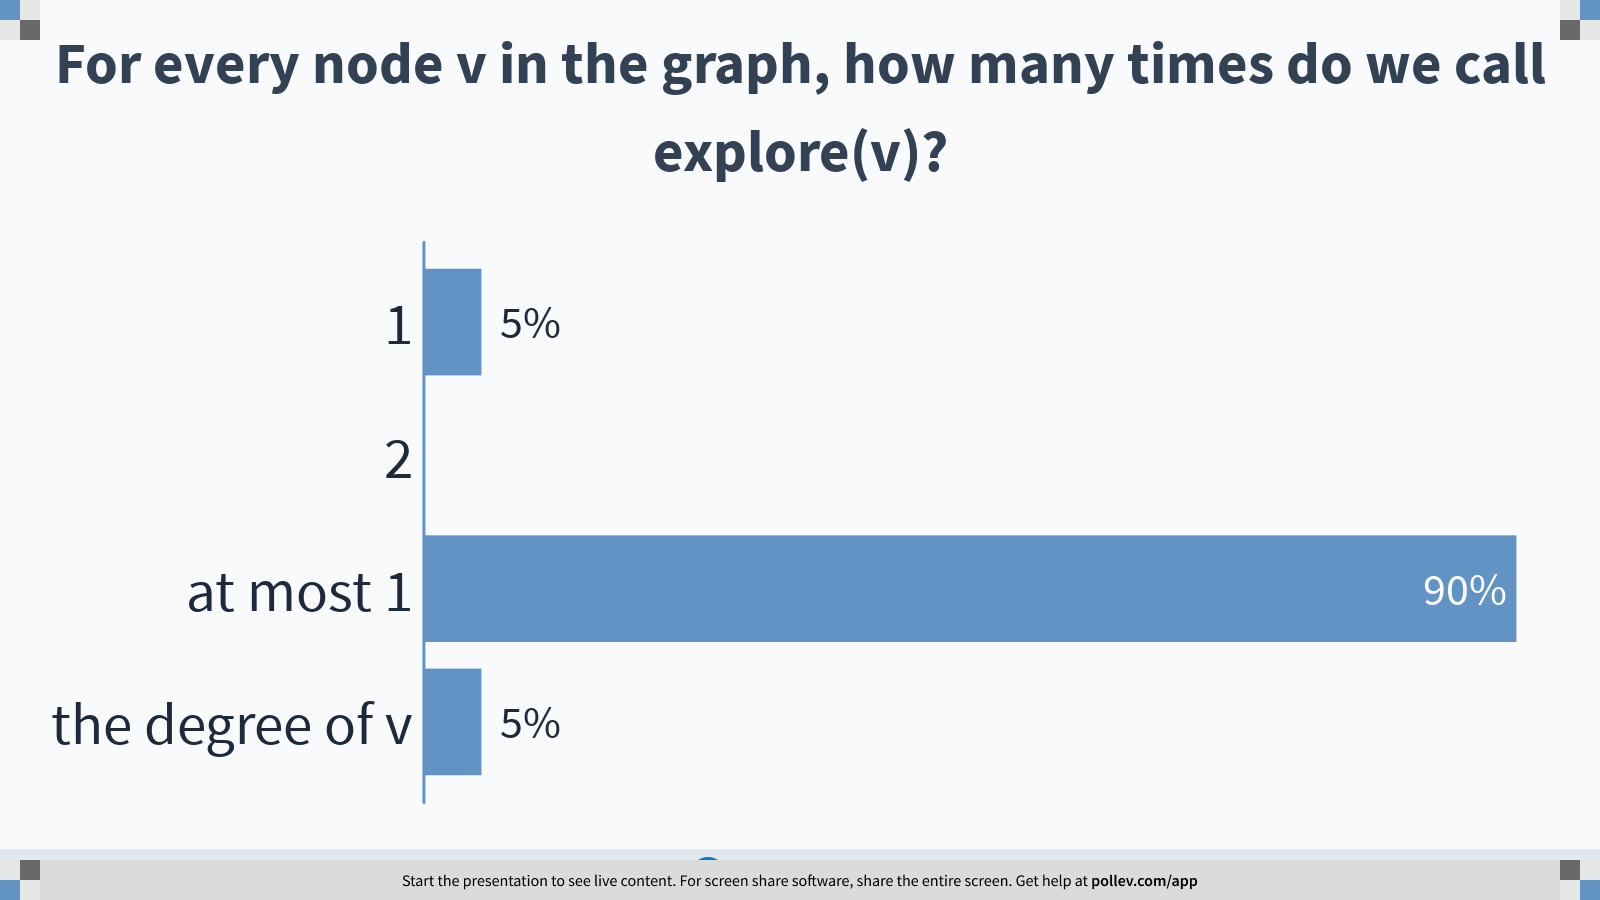 For every node v in the graph, how many times do we call
explore(v)?
1
5%
2
at most 1
90%
the degree of v
5%
Start the presentation to see live content. For screen share software, share the entire screen. Get help at pollev.com/app